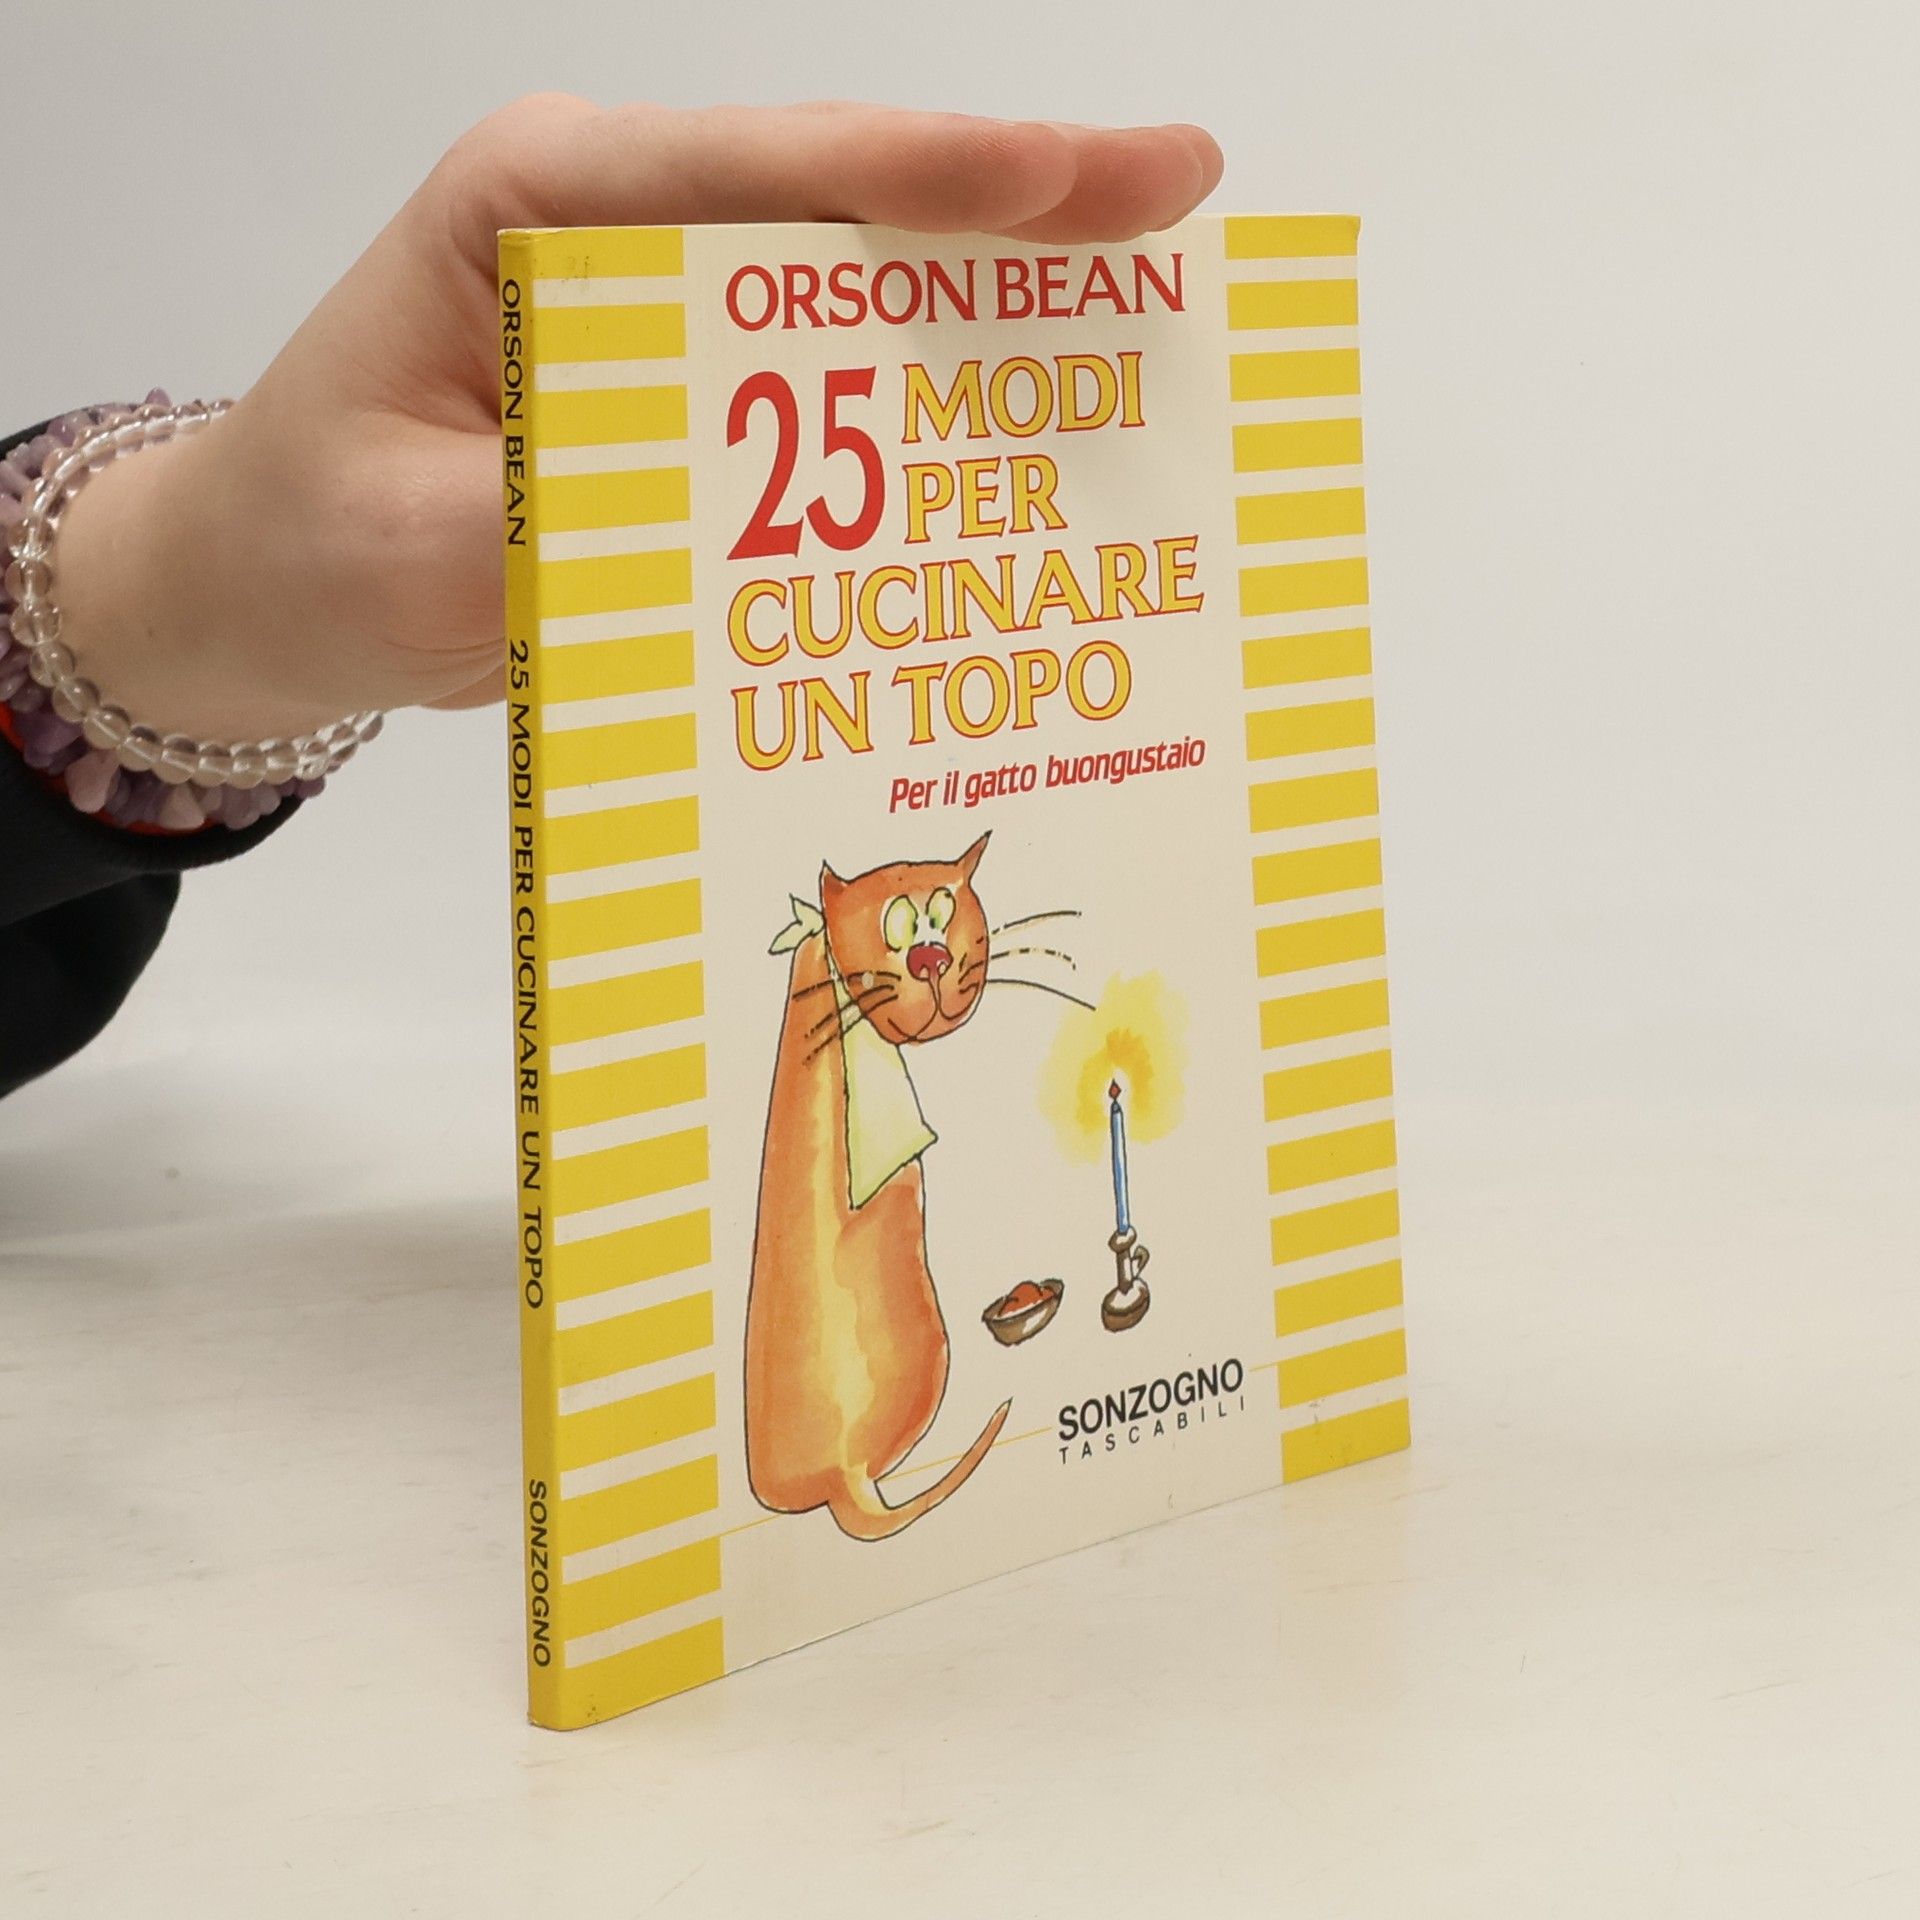 ORSON BEAN
25 MODI
PER
CUCINARE
UN TOPO
Per il gatto buongustaio
SONZOGNO
TASCABILI
ORSON BEAN 25 MODI PER CUCINARE UN TOPO SONZOGNO